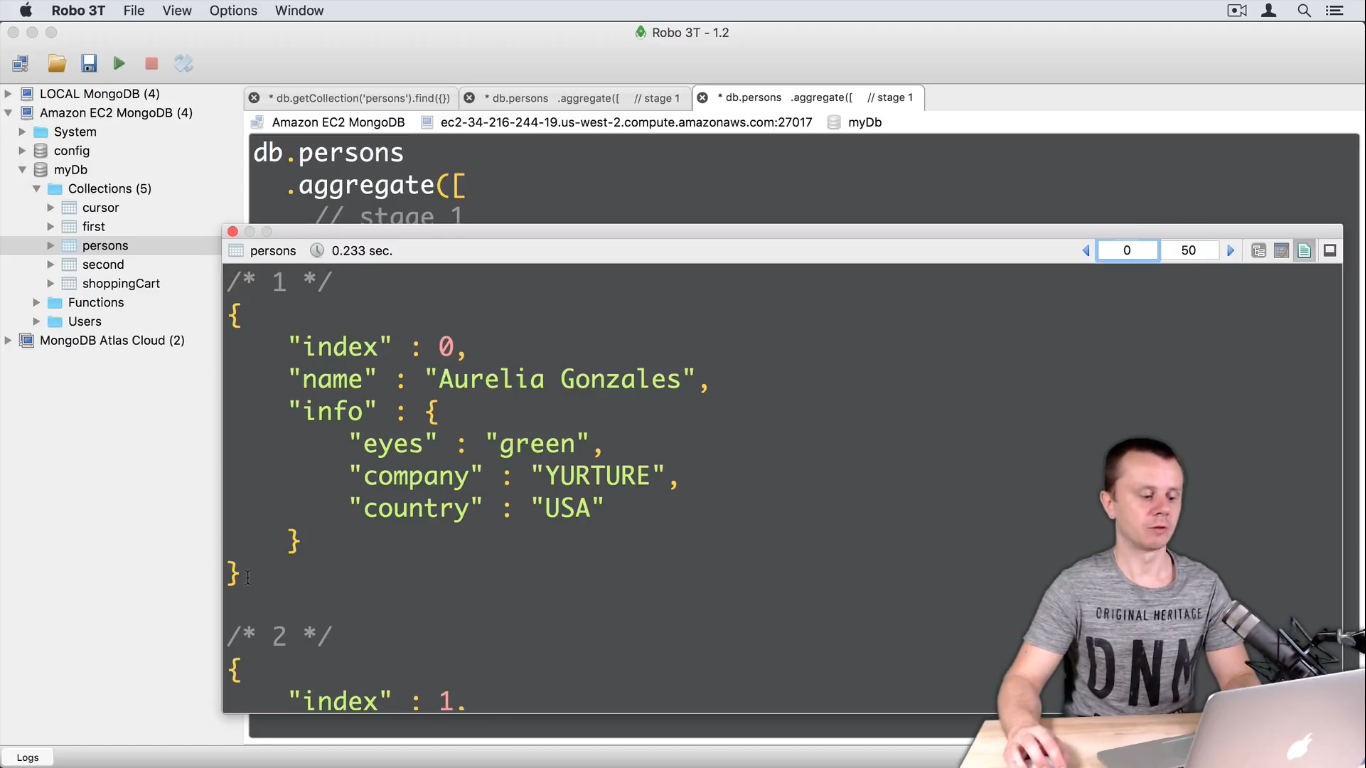 Robo 3T File View Options Window
Robo 3T - 1.2
LOCAL MongoDB (4)
Amazon EC2 MongoDB (4)
System
config
myDb
Collections (5)
cursor
first
persons
second
shoppingCart
Functions
Users
MongoDB Atlas Cloud (2)
* db.getCollection('persons').find({}) * db.persons .aggregate([ // stage 1 * db.persons .aggregate([ // stage 1
Amazon EC2 MongoDB ec2-34-216-244-19.us-west-2.compute.amazonaws.com:27017 myDb
db.persons
.aggregate([
// stage 1
persons 0.233 sec. 0 50
/* 1 */
{
"index" : 0,
"name" : "Aurelia Gonzales",
"info" : {
"eyes" : "green",
"company" : "YURTURE",
"country" : "USA"
}
}
/* 2 */
{
"index" : 1,
ORIGINAL HERITAGE
DNM
Logs